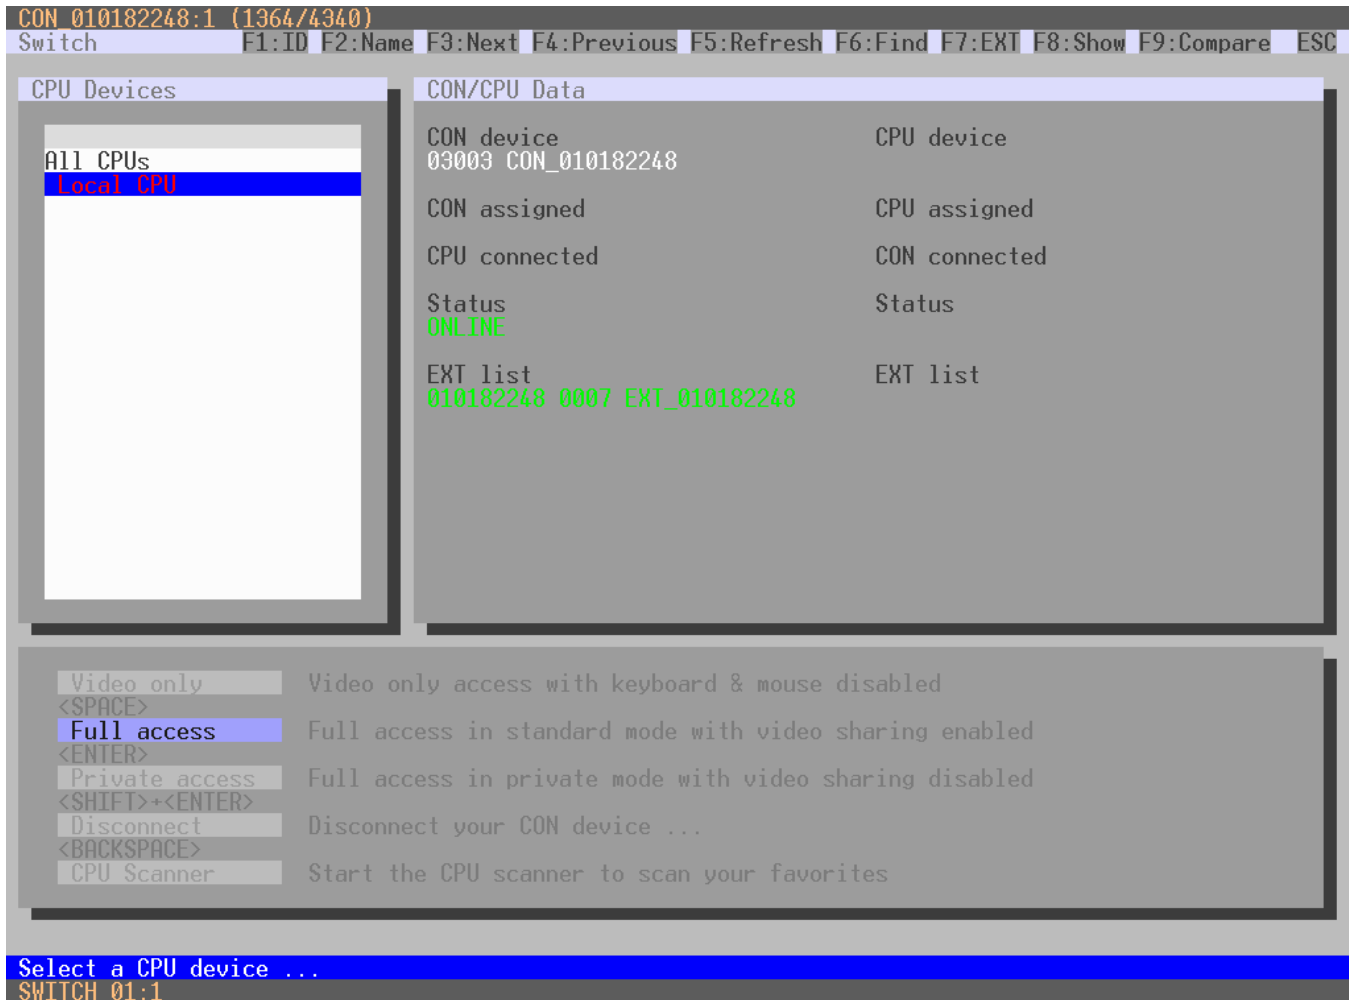 CON_010182248:1 (1364/4340)
Switch F1:ID F2:Name F3:Next F4:Previous F5:Refresh F6:Find F7:EXT F8:Show F9:Compare ESC
CPU Devices
All CPUs
Local CPU
CON/CPU Data
CON device CPU device
03003 CON_010182248
CON assigned CPU assigned
CPU connected CON connected
Status Status
ONLINE
EXT list EXT list
010182248 0007 EXT_010182248
Video only Video only access with keyboard & mouse disabled
<SPACE>
Full access Full access in standard mode with video sharing enabled
<ENTER>
Private access Full access in private mode with video sharing disabled
<SHIFT>+<ENTER>
Disconnect Disconnect your CON device ...
<BACKSPACE>
CPU Scanner Start the CPU scanner to scan your favorites
Select a CPU device ...
SWITCH 01:1